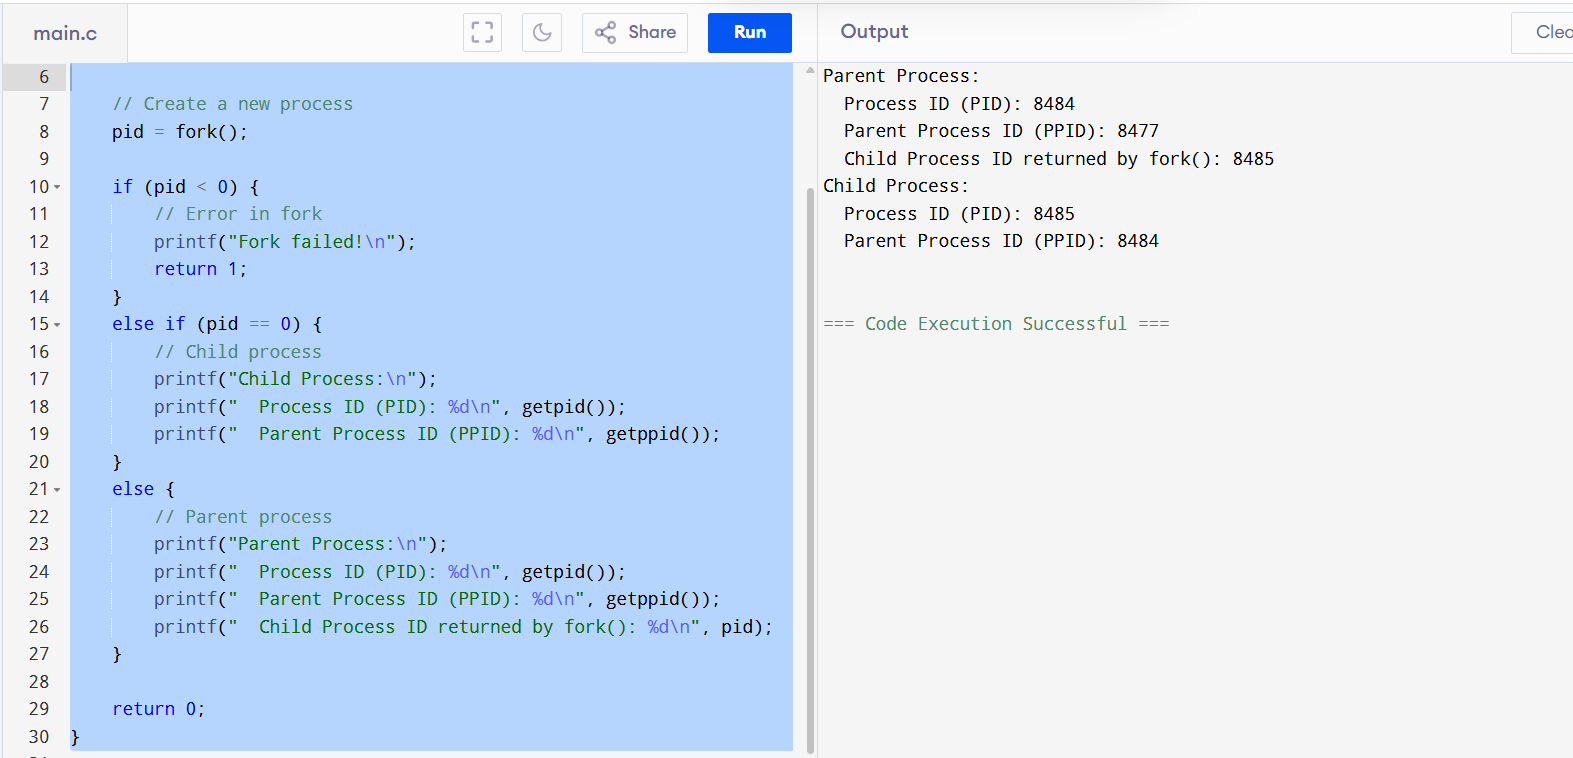 main.c
Share
Run
Output
6
7 // Create a new process
8 pid = fork();
9
10 if (pid < 0) {
11 // Error in fork
12 printf("Fork failed!\n");
13 return 1;
14 }
15 else if (pid == 0) {
16 // Child process
17 printf("Child Process:\n");
18 printf("  Process ID (PID): %d\n", getpid());
19 printf("  Parent Process ID (PPID): %d\n", getppid());
20 }
21 else {
22 // Parent process
23 printf("Parent Process:\n");
24 printf("  Process ID (PID): %d\n", getpid());
25 printf("  Parent Process ID (PPID): %d\n", getppid());
26 printf("  Child Process ID returned by fork(): %d\n", pid);
27 }
28
29 return 0;
30 }
Parent Process:
  Process ID (PID): 8484
  Parent Process ID (PPID): 8477
  Child Process ID returned by fork(): 8485
Child Process:
  Process ID (PID): 8485
  Parent Process ID (PPID): 8484
=== Code Execution Successful ===